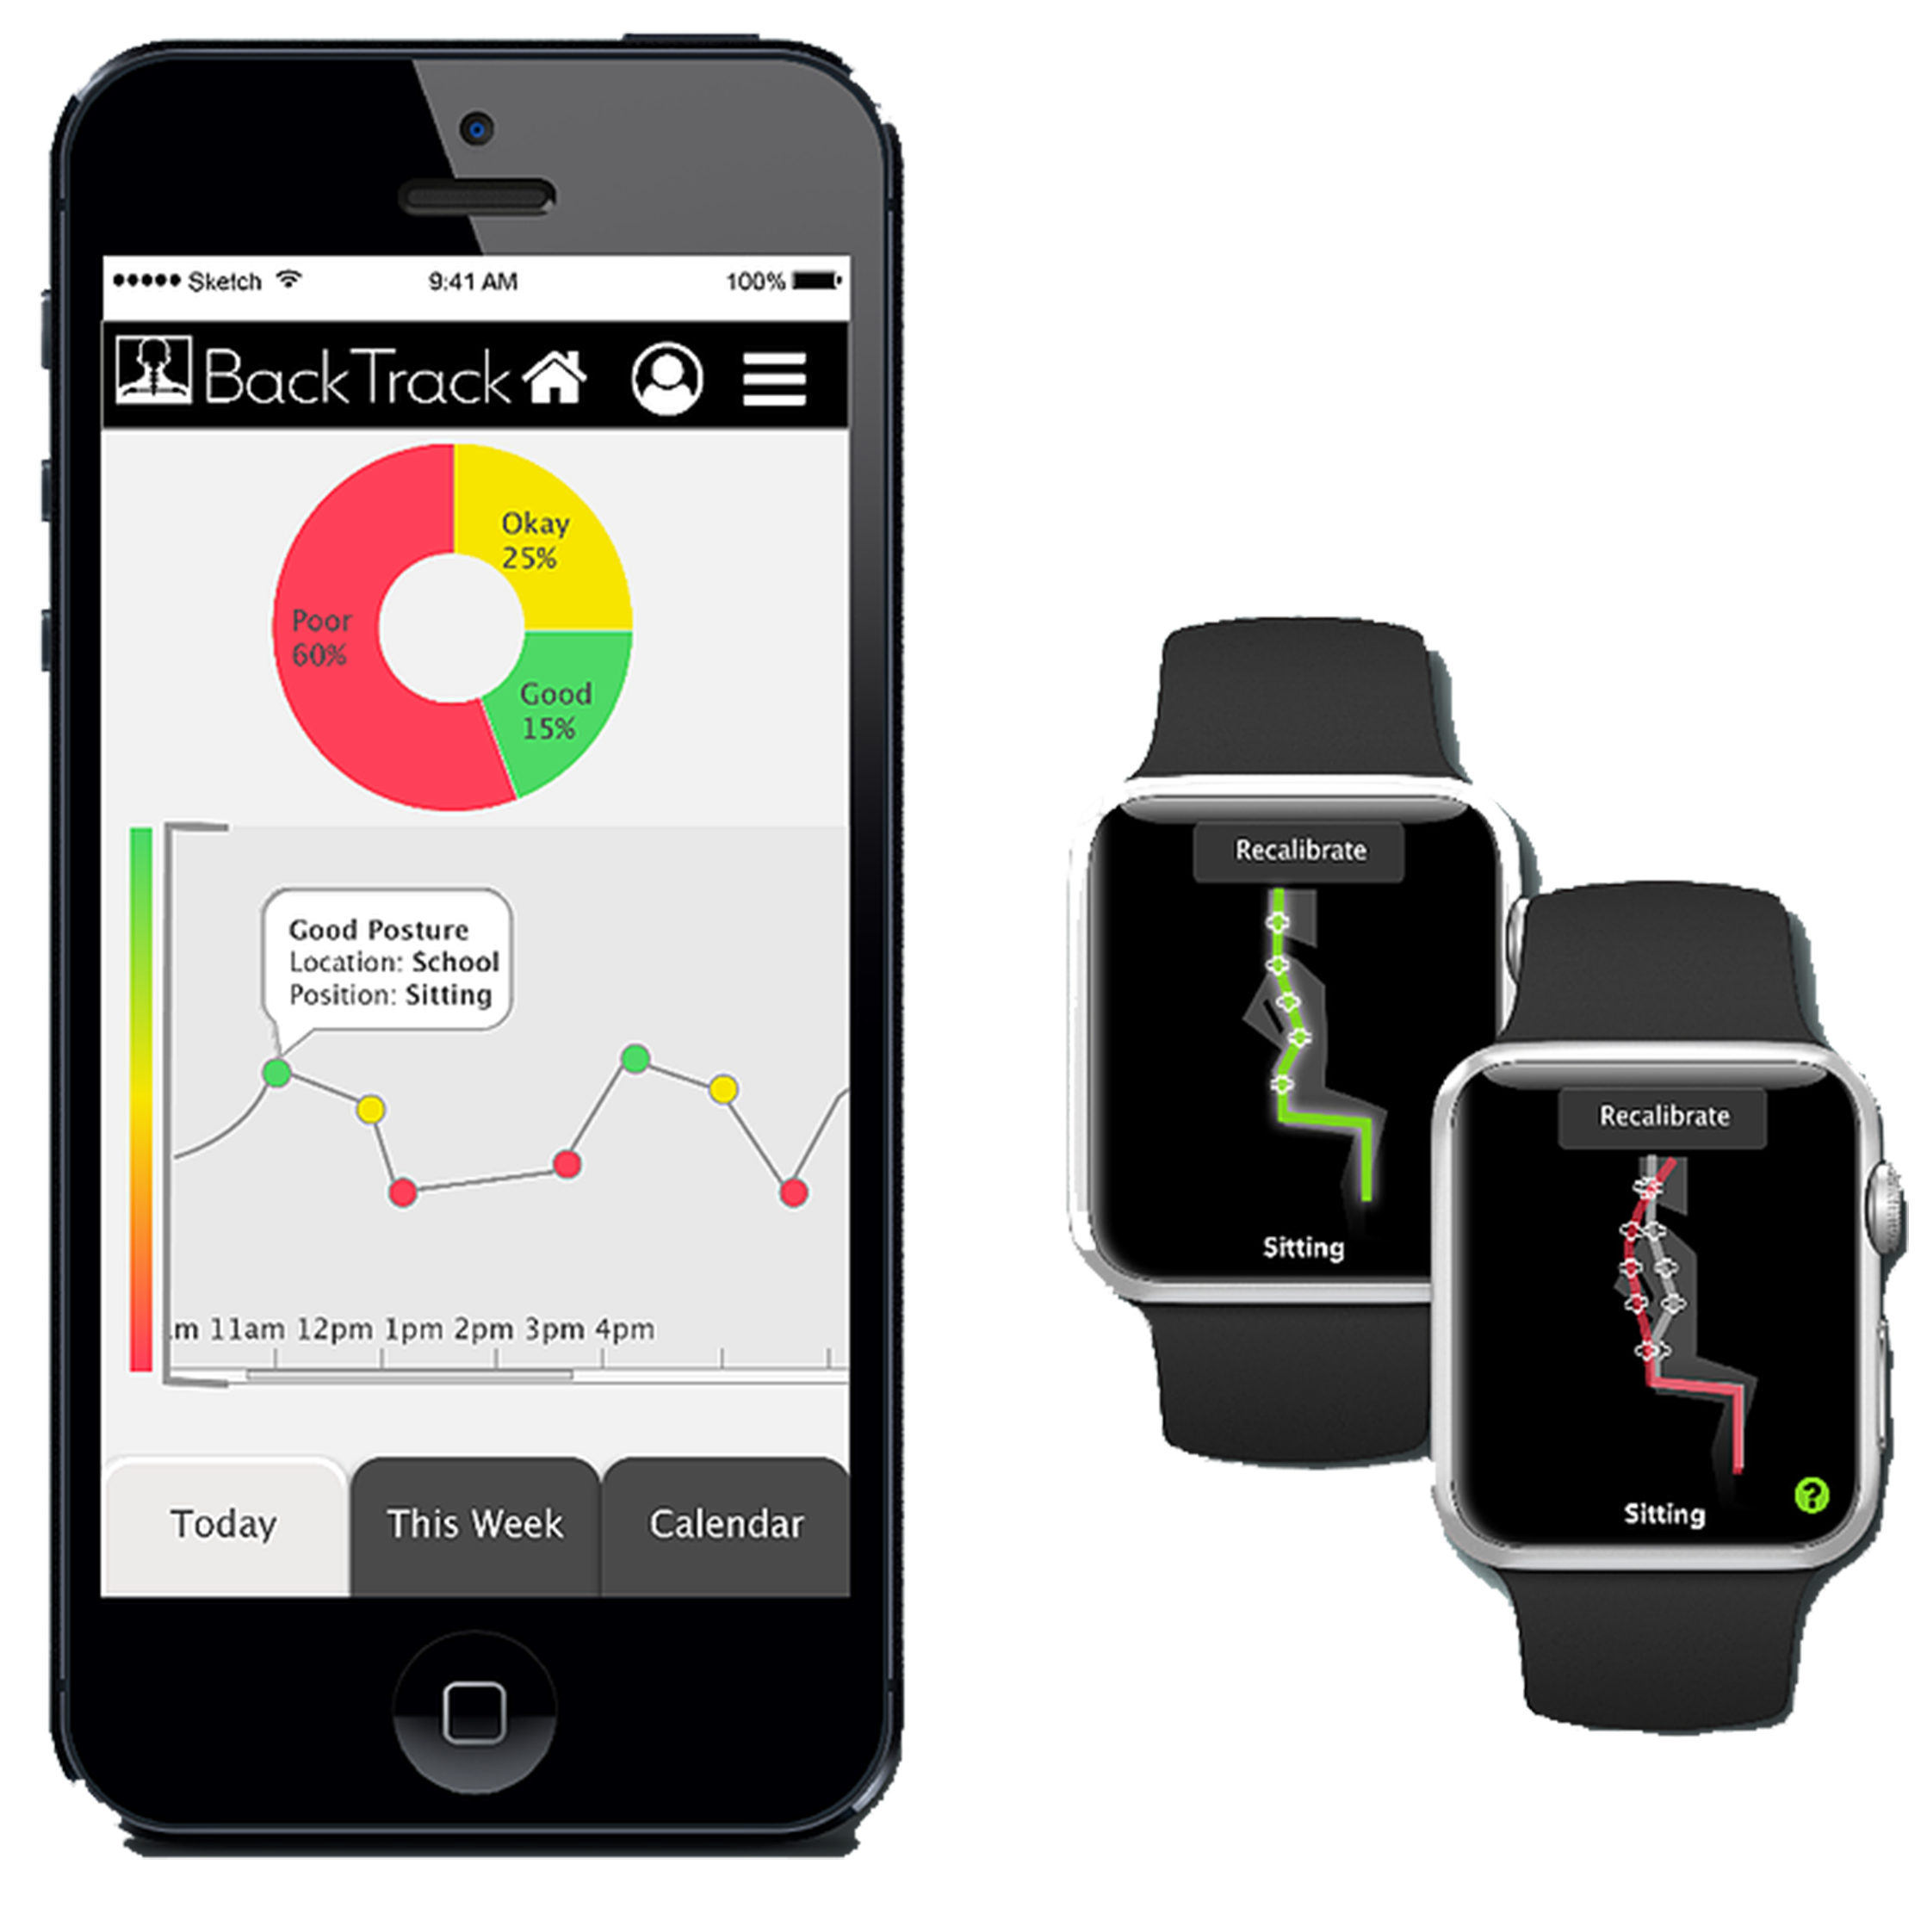 Sketch 9:41 AM 100%
BackTrack
Okay
25%
Poor
60%
Good
15%
Good Posture
Location: School
Position: Sitting
m 11am 12pm 1pm 2pm 3pm 4pm
Today This Week Calendar
Recalibrate
Sitting
Recalibrate
Sitting
?